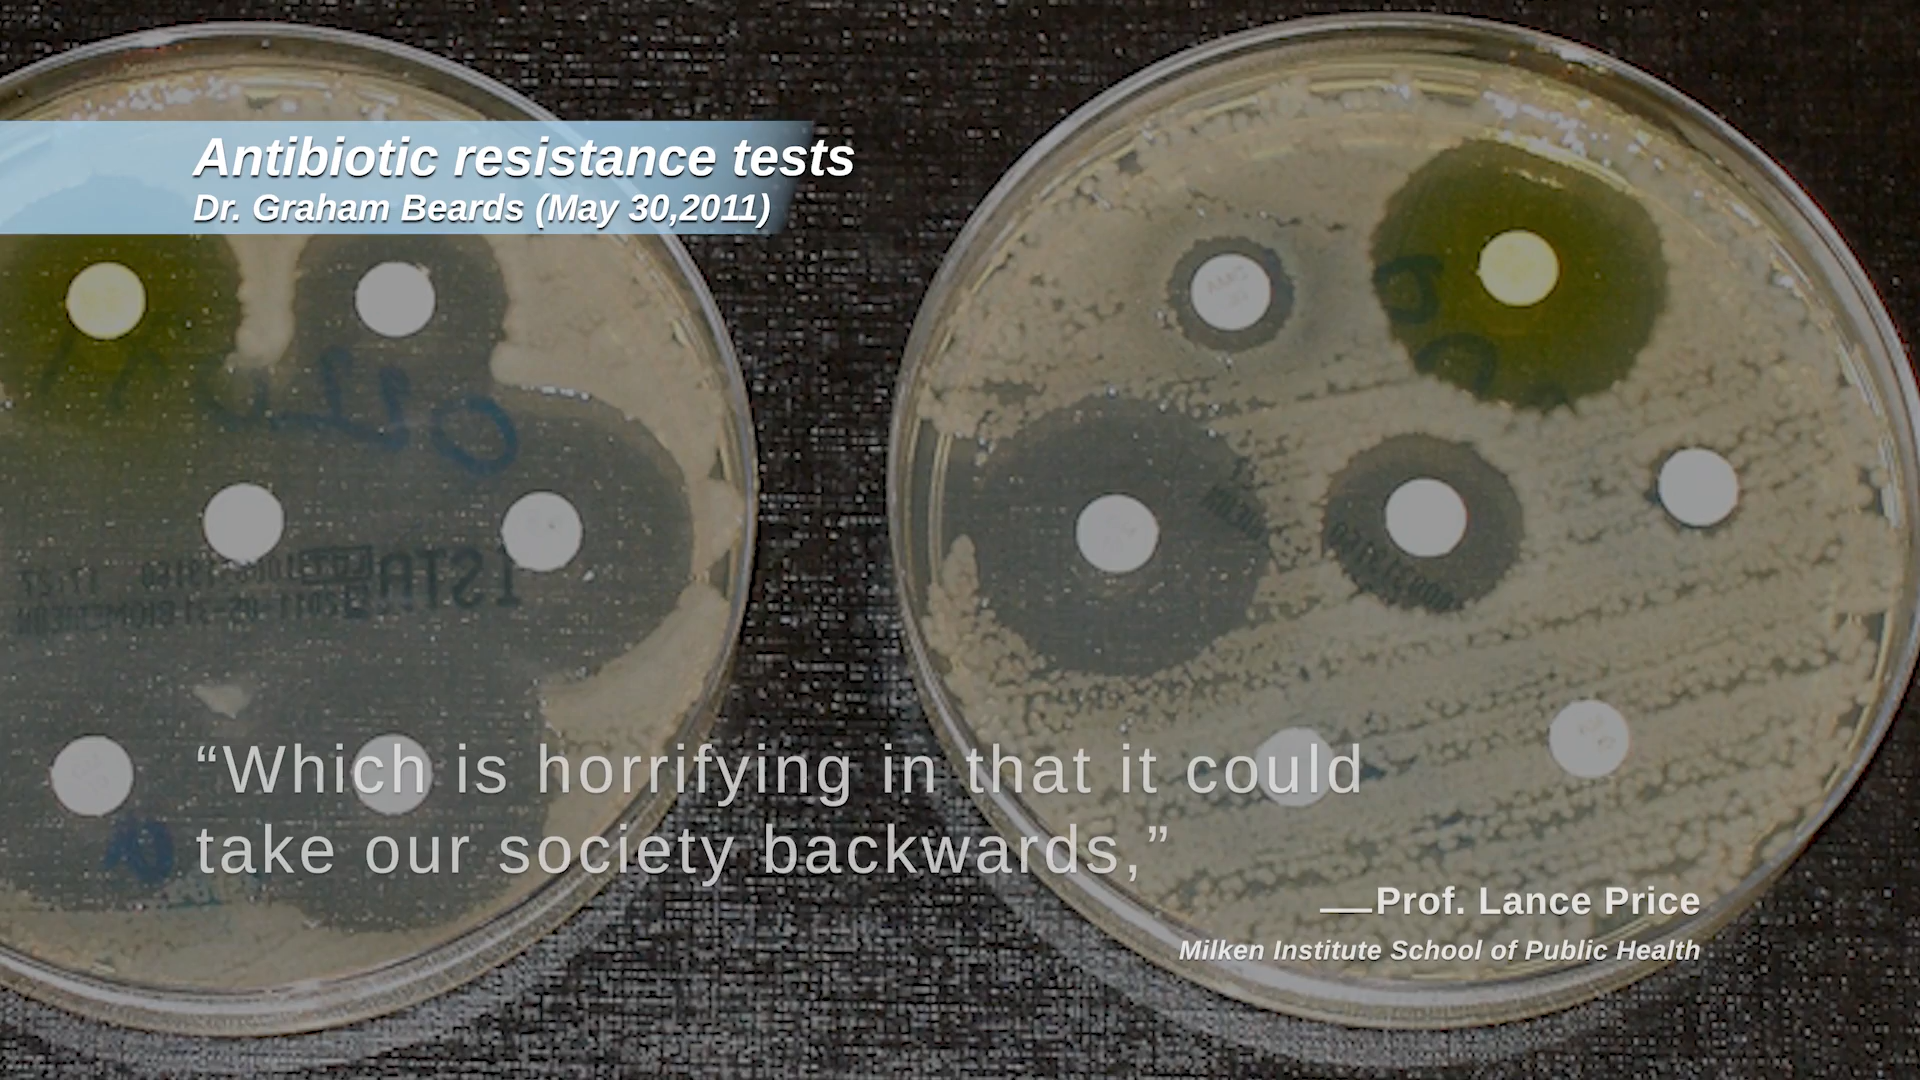 Antibiotic resistance tests
Dr. Graham Beards (May 30,2011)
“Which is horrifying in that it could
take our society backwards,”
Prof. Lance Price
Milken Institute School of Public Health